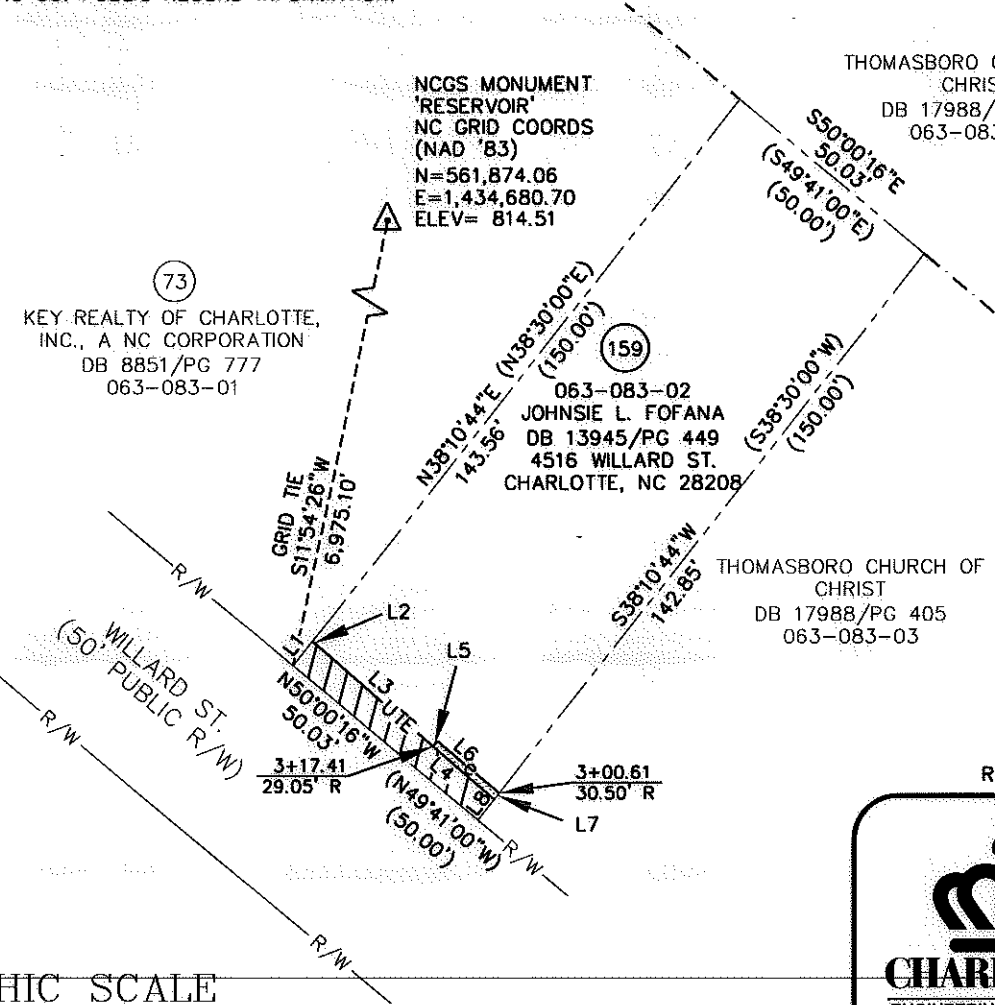 NCGS MONUMENT
'RESERVOIR'
NC GRID COORDS
(NAD '83)
N=561,874.06
E=1,434,680.70
ELEV= 814.51
THOMASBORO
CHRIS
DB 17988/
063-083
S50°00'16"E
50.03'
(S49°41'00"E)
(50.00')
73
KEY REALTY OF CHARLOTTE,
INC., A NC CORPORATION
DB 8851/PG 777
063-083-01
N38°10'44"E (N38°30'00"E)
143.56' (150.00')
159
063-083-02
JOHNSIE L. FOFANA
DB 13945/PG 449
4516 WILLARD ST.
CHARLOTTE, NC 28208
(S38°30'00"W)
(150.00')
S38°10'44"W
142.85'
GRID TIE
S11°54'26"W
6,975.10'
THOMASBORO CHURCH OF
CHRIST
DB 17988/PG 405
063-083-03
R/W
WILLARD ST.
(50' PUBLIC R/W)
R/W
L1
L2
L3
UTE
L4
L5
L6
L7
L8
N50°00'16"W
50.03'
(N49°41'00"W)
(50.00')
3+17.41
29.05' R
3+00.61
30.50' R
R/W
R/W
R
HIC SCALE
CHAR